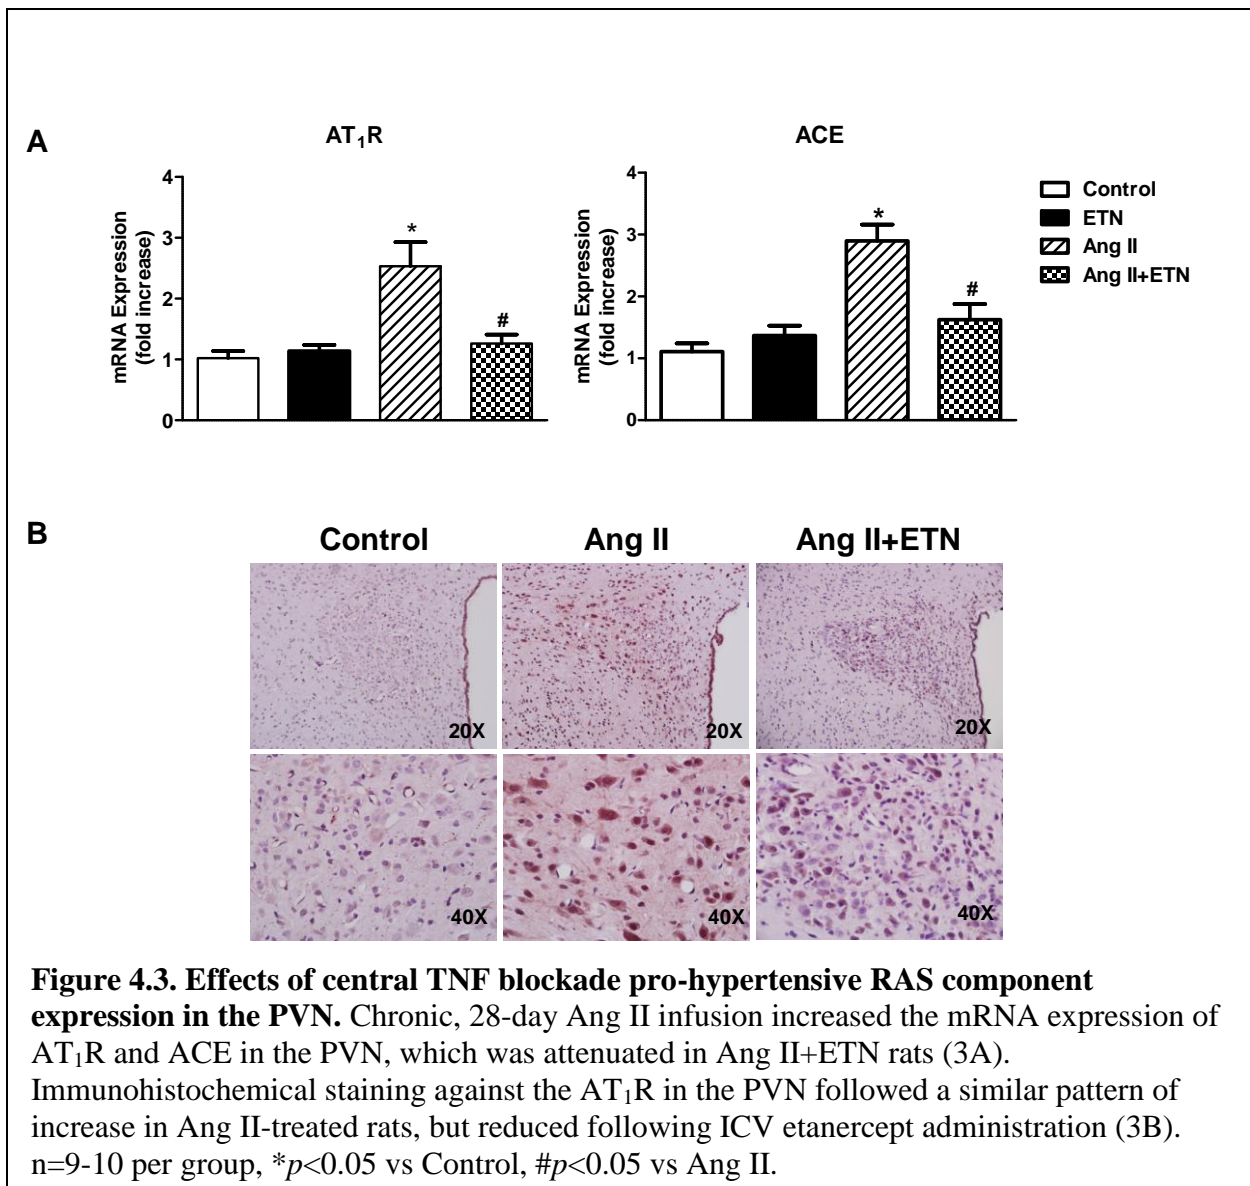 A
AT₁R
mRNA Expression
(fold increase)
4
3
2
1
0
*
#
ACE
mRNA Expression
(fold increase)
4
3
2
1
0
*
#
Control
ETN
Ang II
Ang II+ETN
B
Control Ang II Ang II+ETN
20X 20X 20X
40X 40X 40X
Figure 4.3. Effects of central TNF blockade pro-hypertensive RAS component
expression in the PVN. Chronic, 28-day Ang II infusion increased the mRNA expression of
AT₁R and ACE in the PVN, which was attenuated in Ang II+ETN rats (3A).
Immunohistochemical staining against the AT₁R in the PVN followed a similar pattern of
increase in Ang II-treated rats, but reduced following ICV etanercept administration (3B).
n=9-10 per group, *p<0.05 vs Control, #p<0.05 vs Ang II.